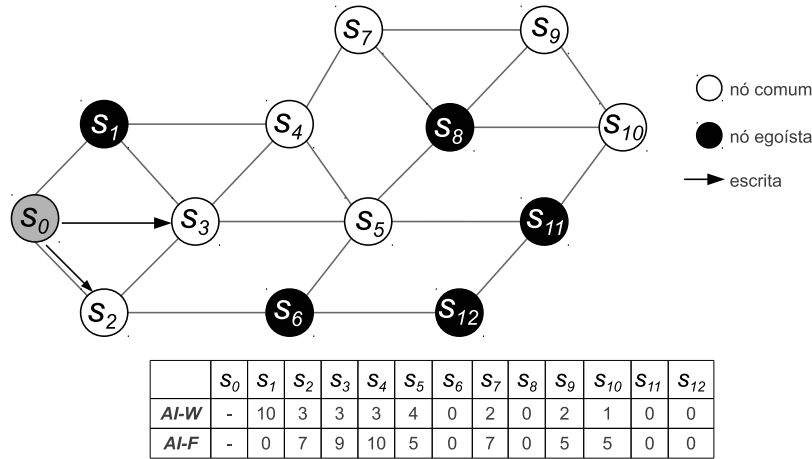 S7 S9
nó comum
S1 S4 S8 S10
nó egoísta
escrita
S0 S3 S5 S11
S2 S6 S12
S0 S1 S2 S3 S4 S5 S6 S7 S8 S9 S10 S11 S12
AI-W - 10 3 3 3 4 0 2 0 2 1 0 0
AI-F - 0 7 9 10 5 0 7 0 5 5 0 0